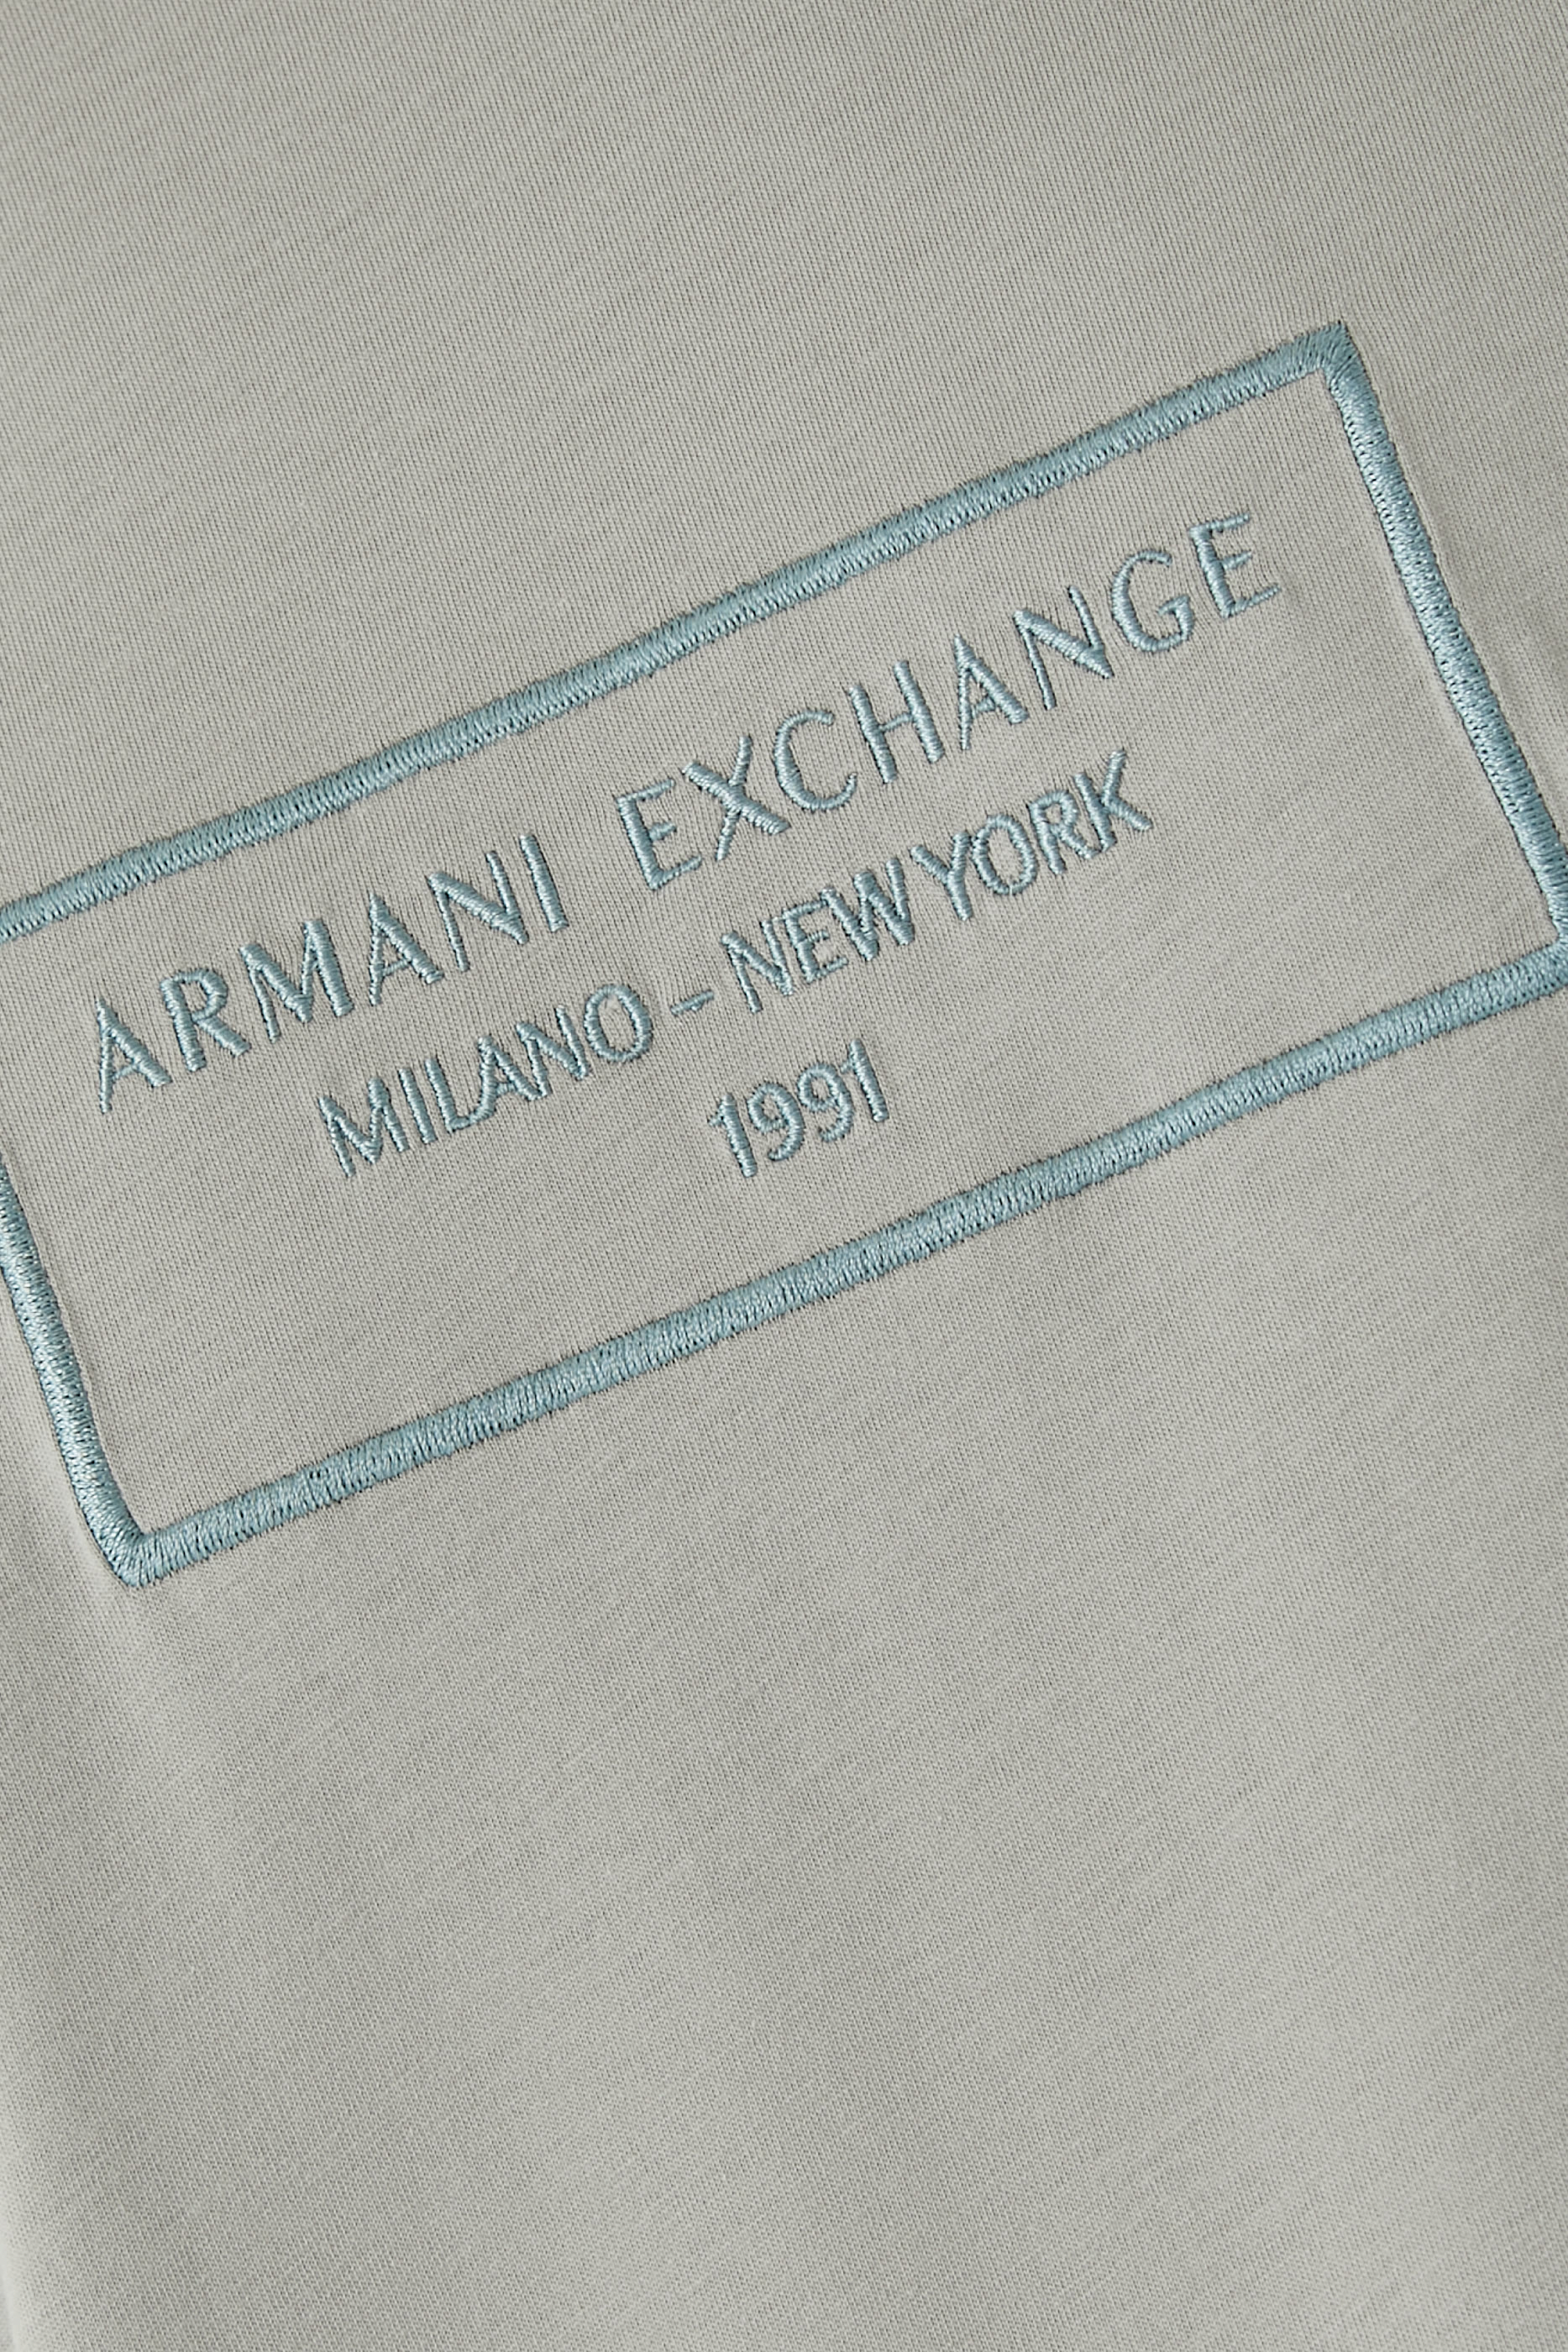 ARMANI EXCHANGE
MILANO – NEW YORK
1991